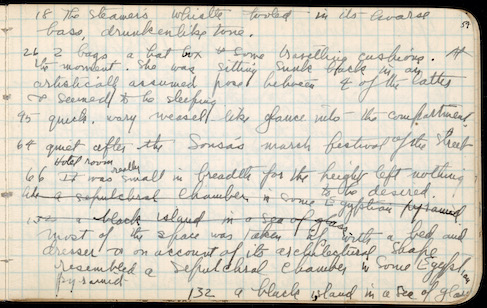 59
18 the steamer's whistle tooted in its coarse
bass, drunkenlike tone.
26 2 bags a hat box & some travelling cushions. At
the moment. She was sitting sunk back in an
artistically assumed pose between 4 of the latter
& seemed to be sleeping
95 quick, wary weasel-like glance into the compartment.
64 quiet after the Sousa's march festival of the street
Hotel room really
66 It was small in breadth for the height left nothing
to be desired
like a sepulchral chamber in some Egyptian pyramid
132 a black island in a sea of glass
most of the space was taken up with a bed and
dresser & on account of its architectural shape
resembled a sepulchral chamber in some Egyptian
pyramid
132 a black island in a sea of glass